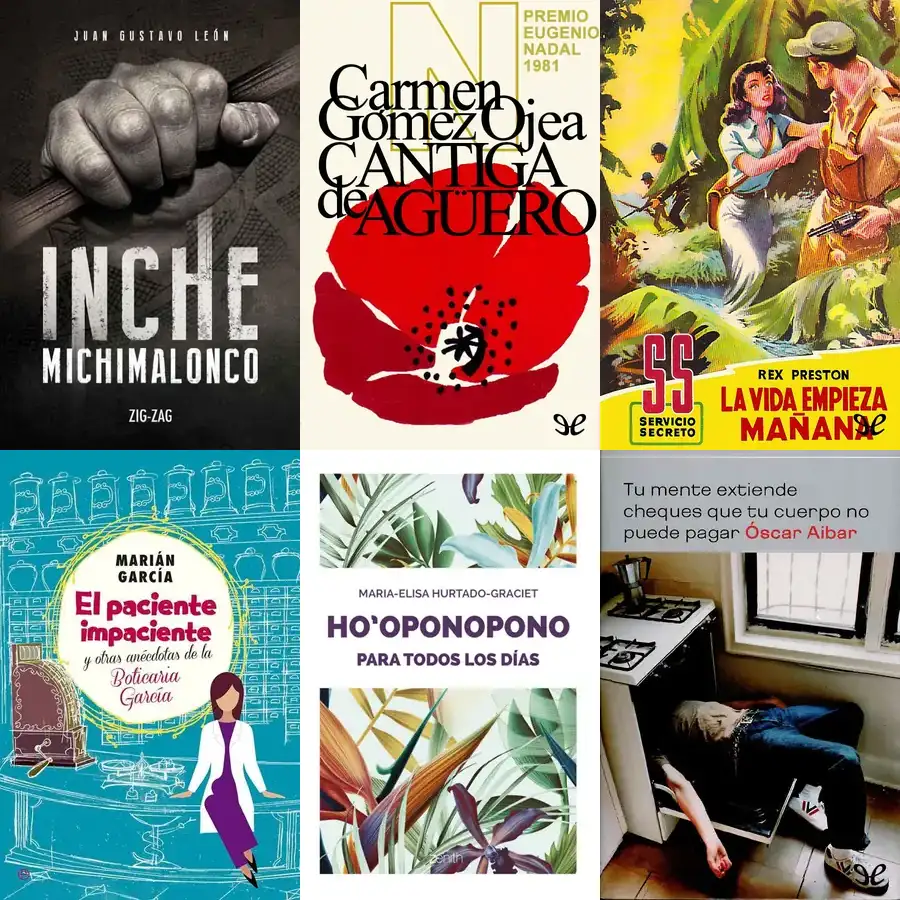 JUAN GUSTAVO LEÓN
INCHE
MICHIMALONCO
ZIG-ZAG
PREMIO
EUGENIO
NADAL
1981
N
Carmen
Gómez Ojea
CANTIGA
de AGÜERO
SS
SERVICIO
SECRETO
REX PRESTON
LA VIDA EMPIEZA
MAÑANA
MARIÁN
GARCÍA
El paciente
impaciente
y otras anécdotas de la
Boticaria
García
MARIA-ELISA HURTADO-GRACIET
HO'OPONOPONO
PARA TODOS LOS DÍAS
zenith
Tu mente extiende
cheques que tu cuerpo no
puede pagar Óscar Aibar